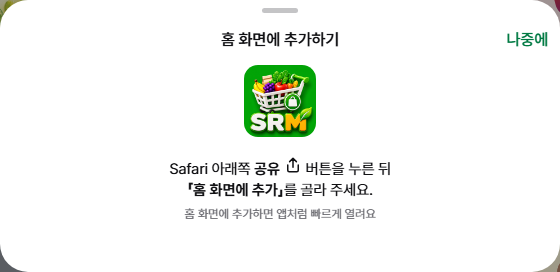 홈 화면에 추가하기
나중에
SRM
Safari 아래쪽 공유 버튼을 누른 뒤
「홈 화면에 추가」를 골라 주세요.
홈 화면에 추가하면 앱처럼 빠르게 열려요